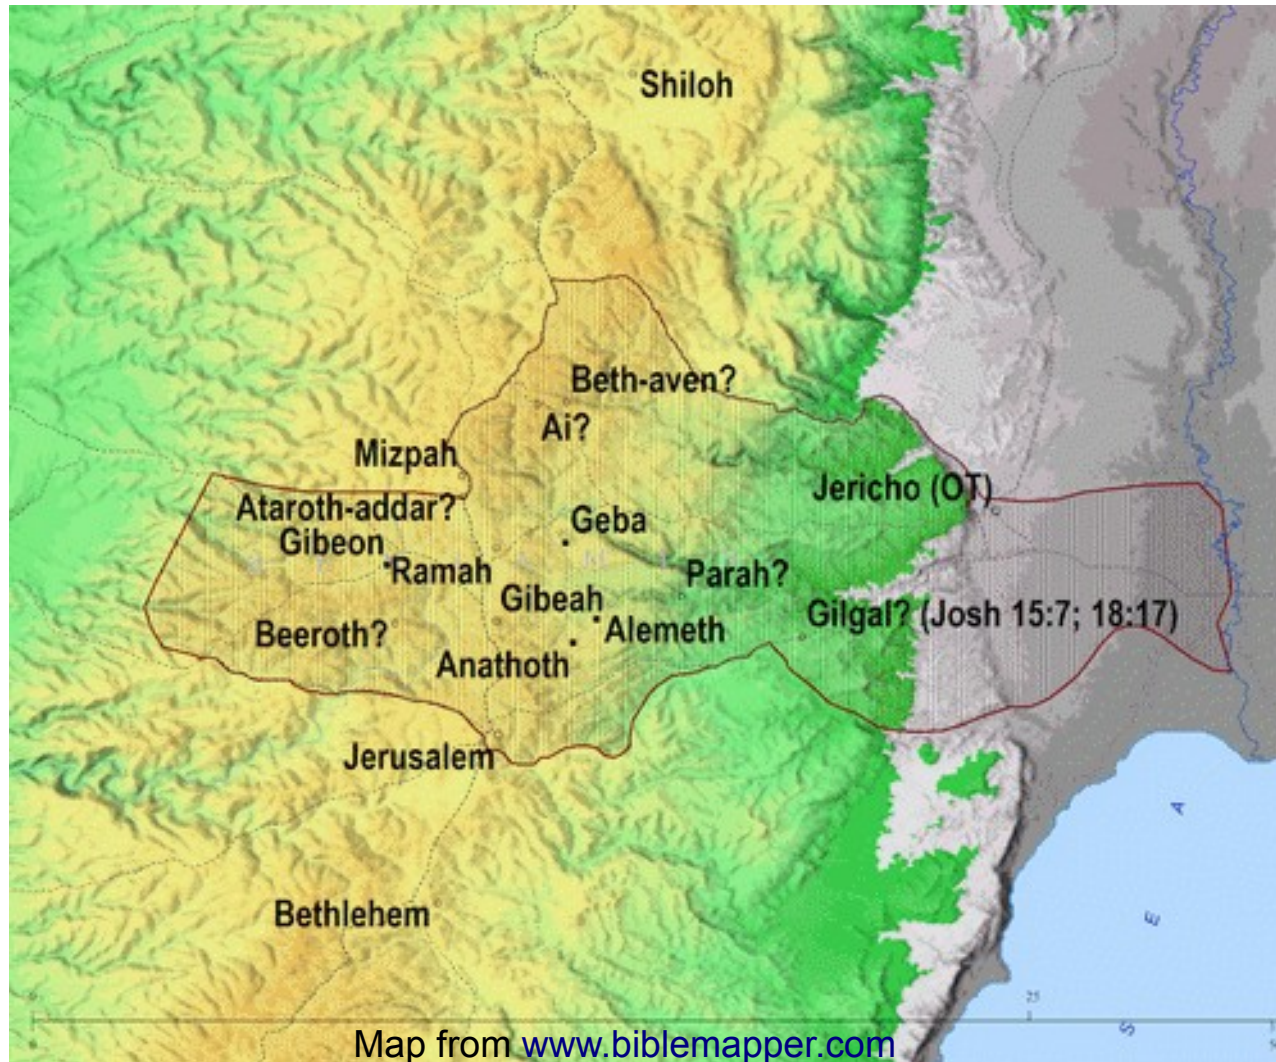 Shiloh
Beth-aven?
Ai?
Mizpah
Jericho (OT)
Ataroth-addar?
Geba
Gibeon
Ramah
Parah?
Gibeah
Gilgal? (Josh 15:7; 18:17)
Alemeth
Beeroth?
Anathoth
Jerusalem
A
Bethlehem
E
25
S
Map from www.biblemapper.com